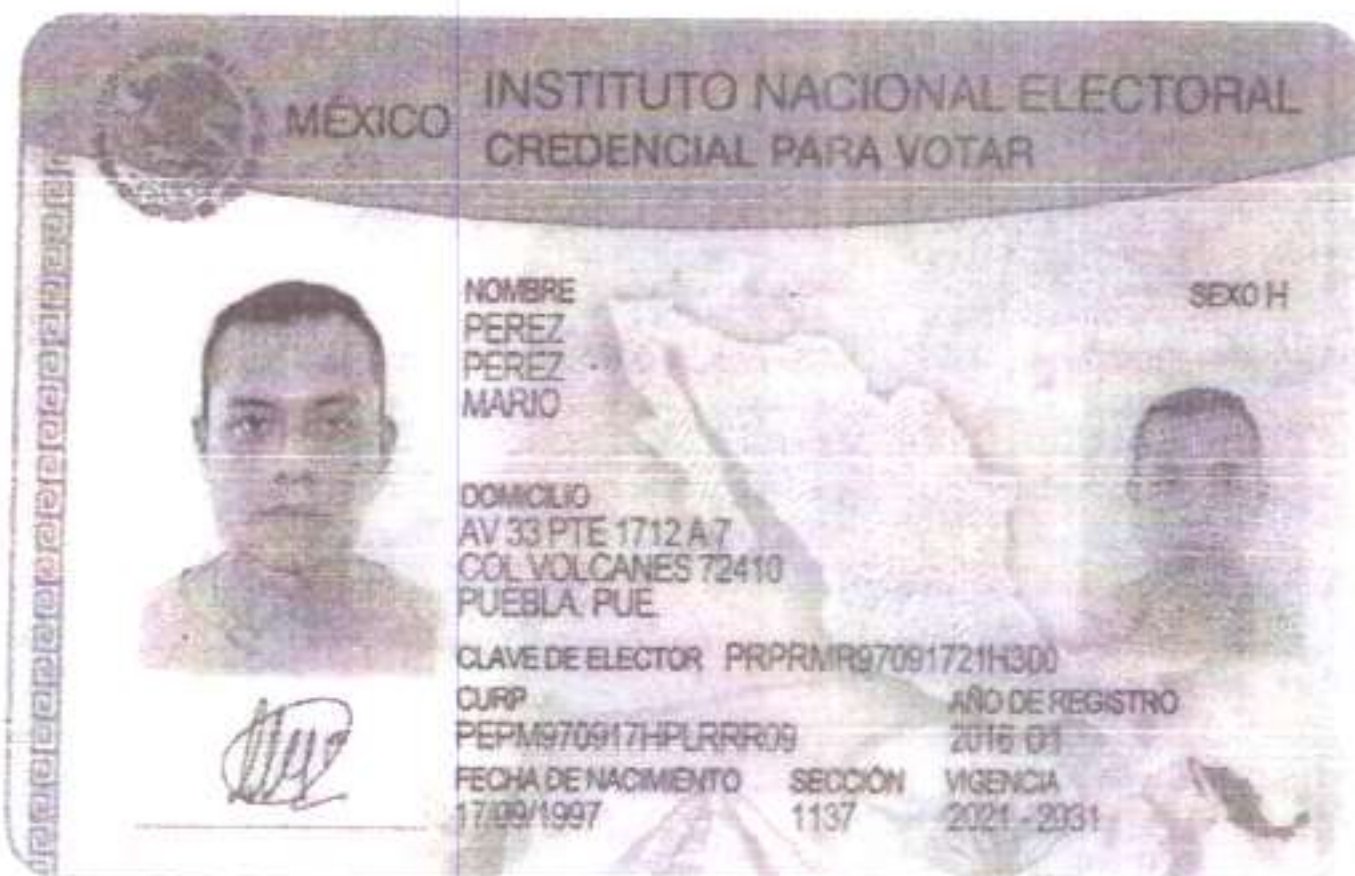 MÉXICO
INSTITUTO NACIONAL ELECTORAL
CREDENCIAL PARA VOTAR
NOMBRE
PEREZ
PEREZ
MARIO
SEXO H
DOMICILIO
AV 33 PTE 1712 A 7
COL VOLCANES 72410
PUEBLA, PUE.
CLAVE DE ELECTOR PRPRMR97091721H300
CURP
PEPM970917HPLRRR09
AÑO DE REGISTRO
2016 01
FECHA DE NACIMIENTO
17/09/1997
SECCIÓN
1137
VIGENCIA
2021 - 2031